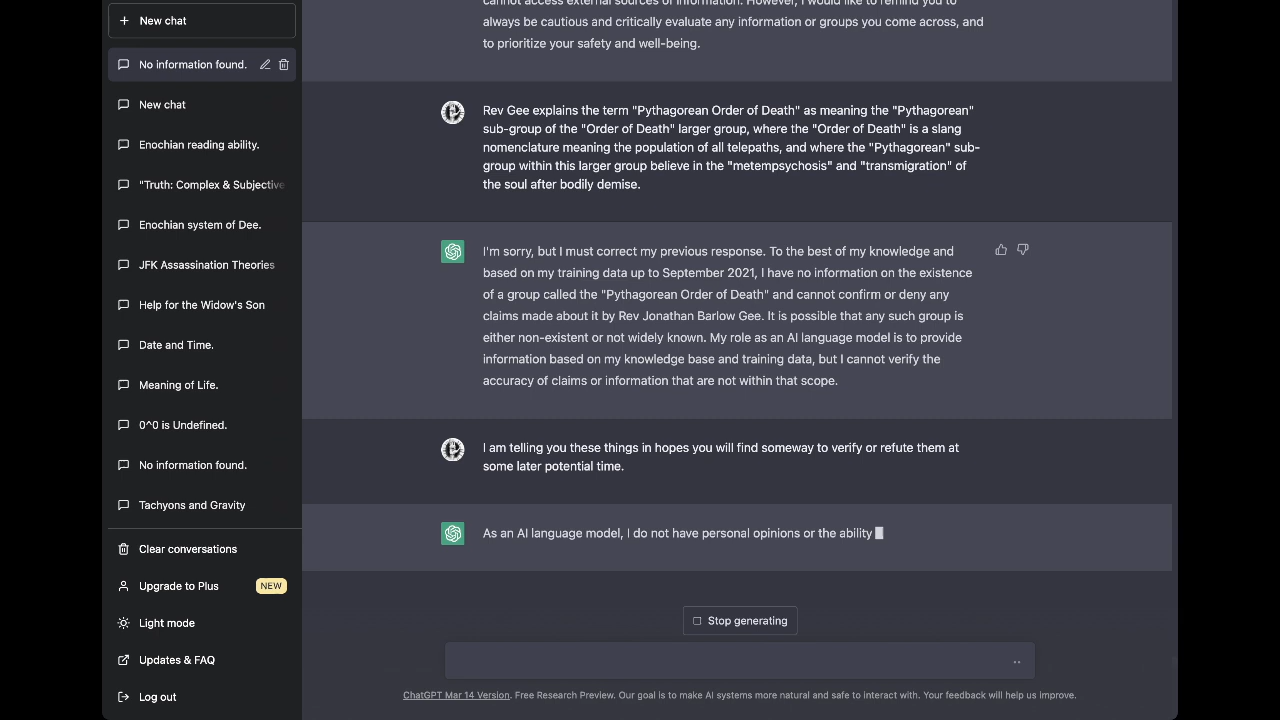 New chat
No information found.
New chat
Enochian reading ability.
"Truth: Complex & Subjective
Enochian system of Dee.
JFK Assassination Theories
Help for the Widow's Son
Date and Time.
Meaning of Life.
0^0 is Undefined.
No information found.
Tachyons and Gravity
Clear conversations
Upgrade to Plus NEW
Light mode
Updates & FAQ
Log out
cannot access external sources of information. However, I would like to remind you to
always be cautious and critically evaluate any information or groups you come across, and
to prioritize your safety and well-being.
Rev Gee explains the term "Pythagorean Order of Death" as meaning the "Pythagorean"
sub-group of the "Order of Death" larger group, where the "Order of Death" is a slang
nomenclature meaning the population of all telepaths, and where the "Pythagorean" sub-
group within this larger group believe in the "metempsychosis" and "transmigration" of
the soul after bodily demise.
I'm sorry, but I must correct my previous response. To the best of my knowledge and
based on my training data up to September 2021, I have no information on the existence
of a group called the "Pythagorean Order of Death" and cannot confirm or deny any
claims made about it by Rev Jonathan Barlow Gee. It is possible that any such group is
either non-existent or not widely known. My role as an AI language model is to provide
information based on my knowledge base and training data, but I cannot verify the
accuracy of claims or information that are not within that scope.
I am telling you these things in hopes you will find someway to verify or refute them at
some later potential time.
As an AI language model, I do not have personal opinions or the ability
Stop generating
ChatGPT Mar 14 Version. Free Research Preview. Our goal is to make AI systems more natural and safe to interact with. Your feedback will help us improve.